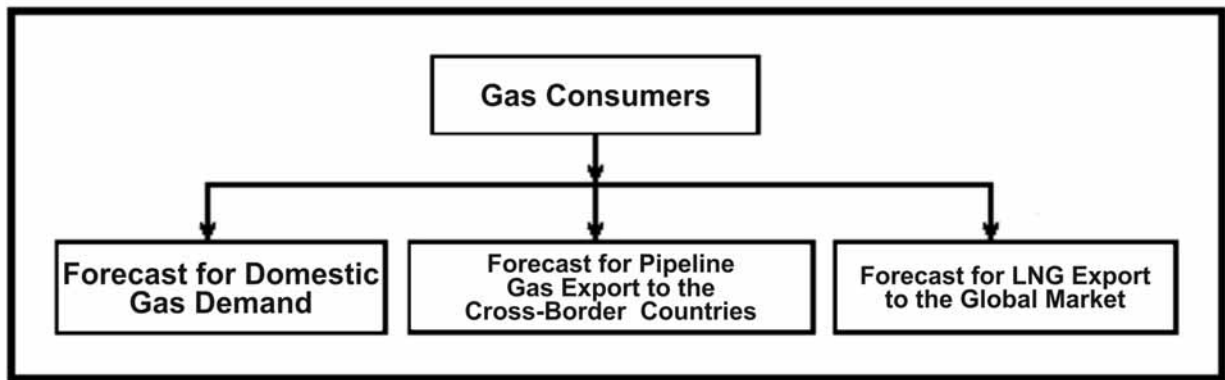 Gas Consumers
Forecast for Domestic
Gas Demand
Forecast for Pipeline
Gas Export to the
Cross-Border Countries
Forecast for LNG Export
to the Global Market